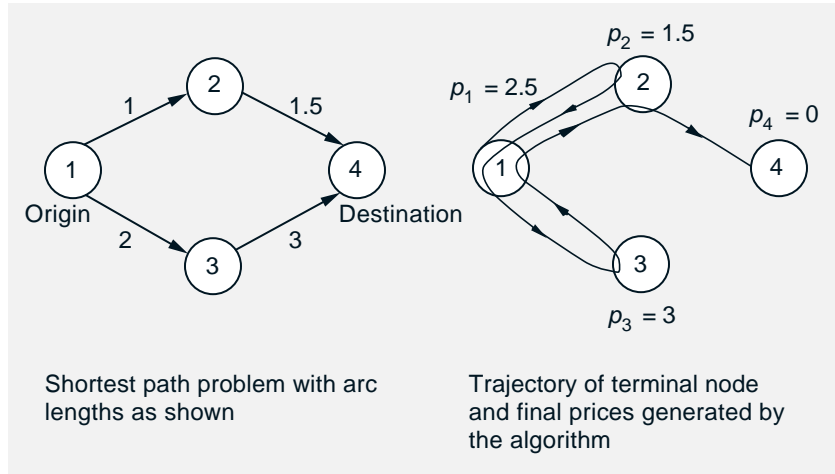 1
1.5
2
1
4
Origin
Destination
2
3
3
Shortest path problem with arc
lengths as shown
p2 = 1.5
p1 = 2.5
2
p4 = 0
1
4
3
p3 = 3
Trajectory of terminal node
and final prices generated by
the algorithm